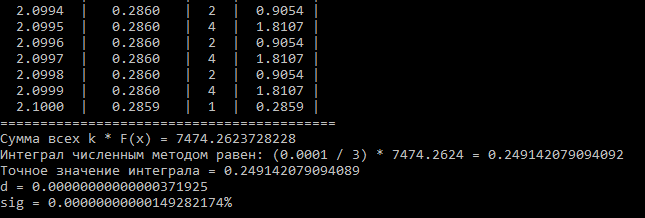 2.0994 | 0.2860 | 2 | 0.9054 |
2.0995 | 0.2860 | 4 | 1.8107 |
2.0996 | 0.2860 | 2 | 0.9054 |
2.0997 | 0.2860 | 4 | 1.8107 |
2.0998 | 0.2860 | 2 | 0.9054 |
2.0999 | 0.2860 | 4 | 1.8107 |
2.1000 | 0.2859 | 1 | 0.2859 |
==========================================
Сумма всех k * F(x) = 7474.2623728228
Интеграл численным методом равен: (0.0001 / 3) * 7474.2624 = 0.249142079094092
Точное значение интеграла = 0.249142079094089
d = 0.00000000000000371925
sig = 0.00000000000149282174%